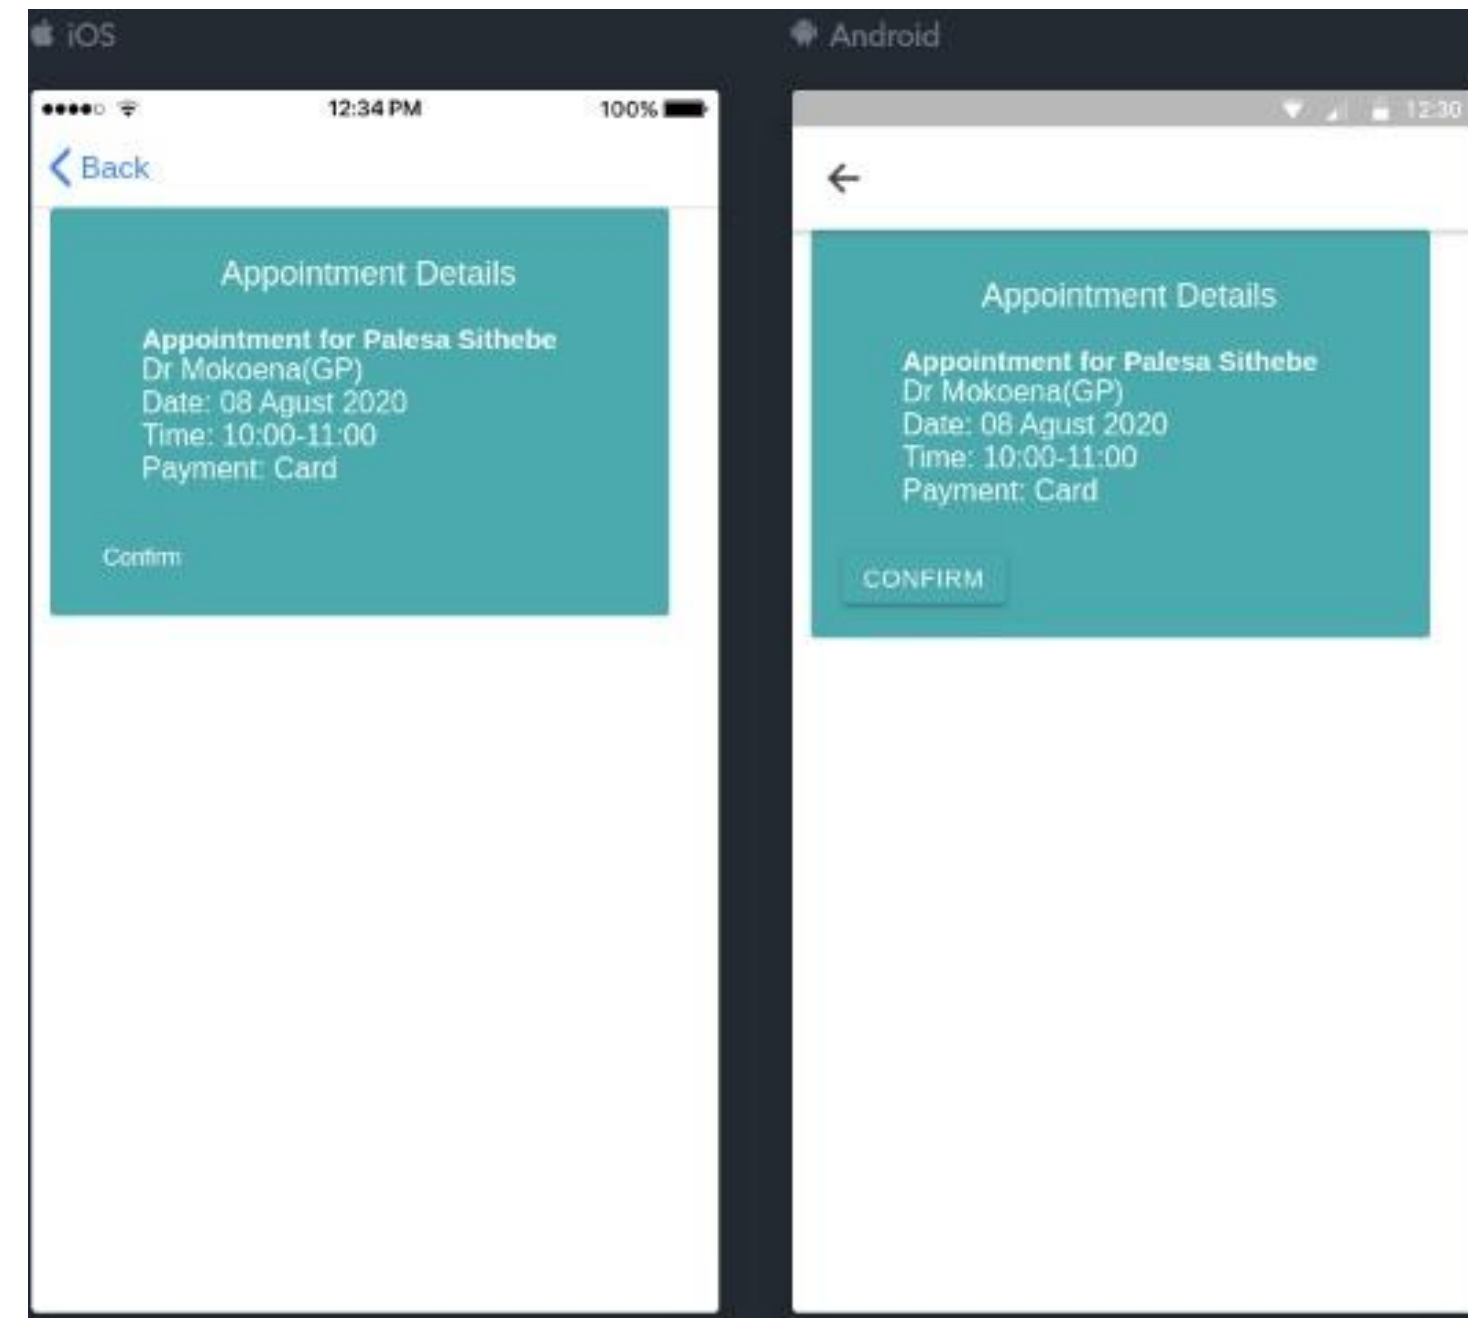 iOS
12:34 PM 100%
Back
Appointment Details
Appointment for Palesa Sithebe
Dr Mokoena(GP)
Date: 08 Agust 2020
Time: 10:00-11:00
Payment: Card
Confirm
Android
12:30
Appointment Details
Appointment for Palesa Sithebe
Dr Mokoena(GP)
Date: 08 Agust 2020
Time: 10:00-11:00
Payment: Card
CONFIRM